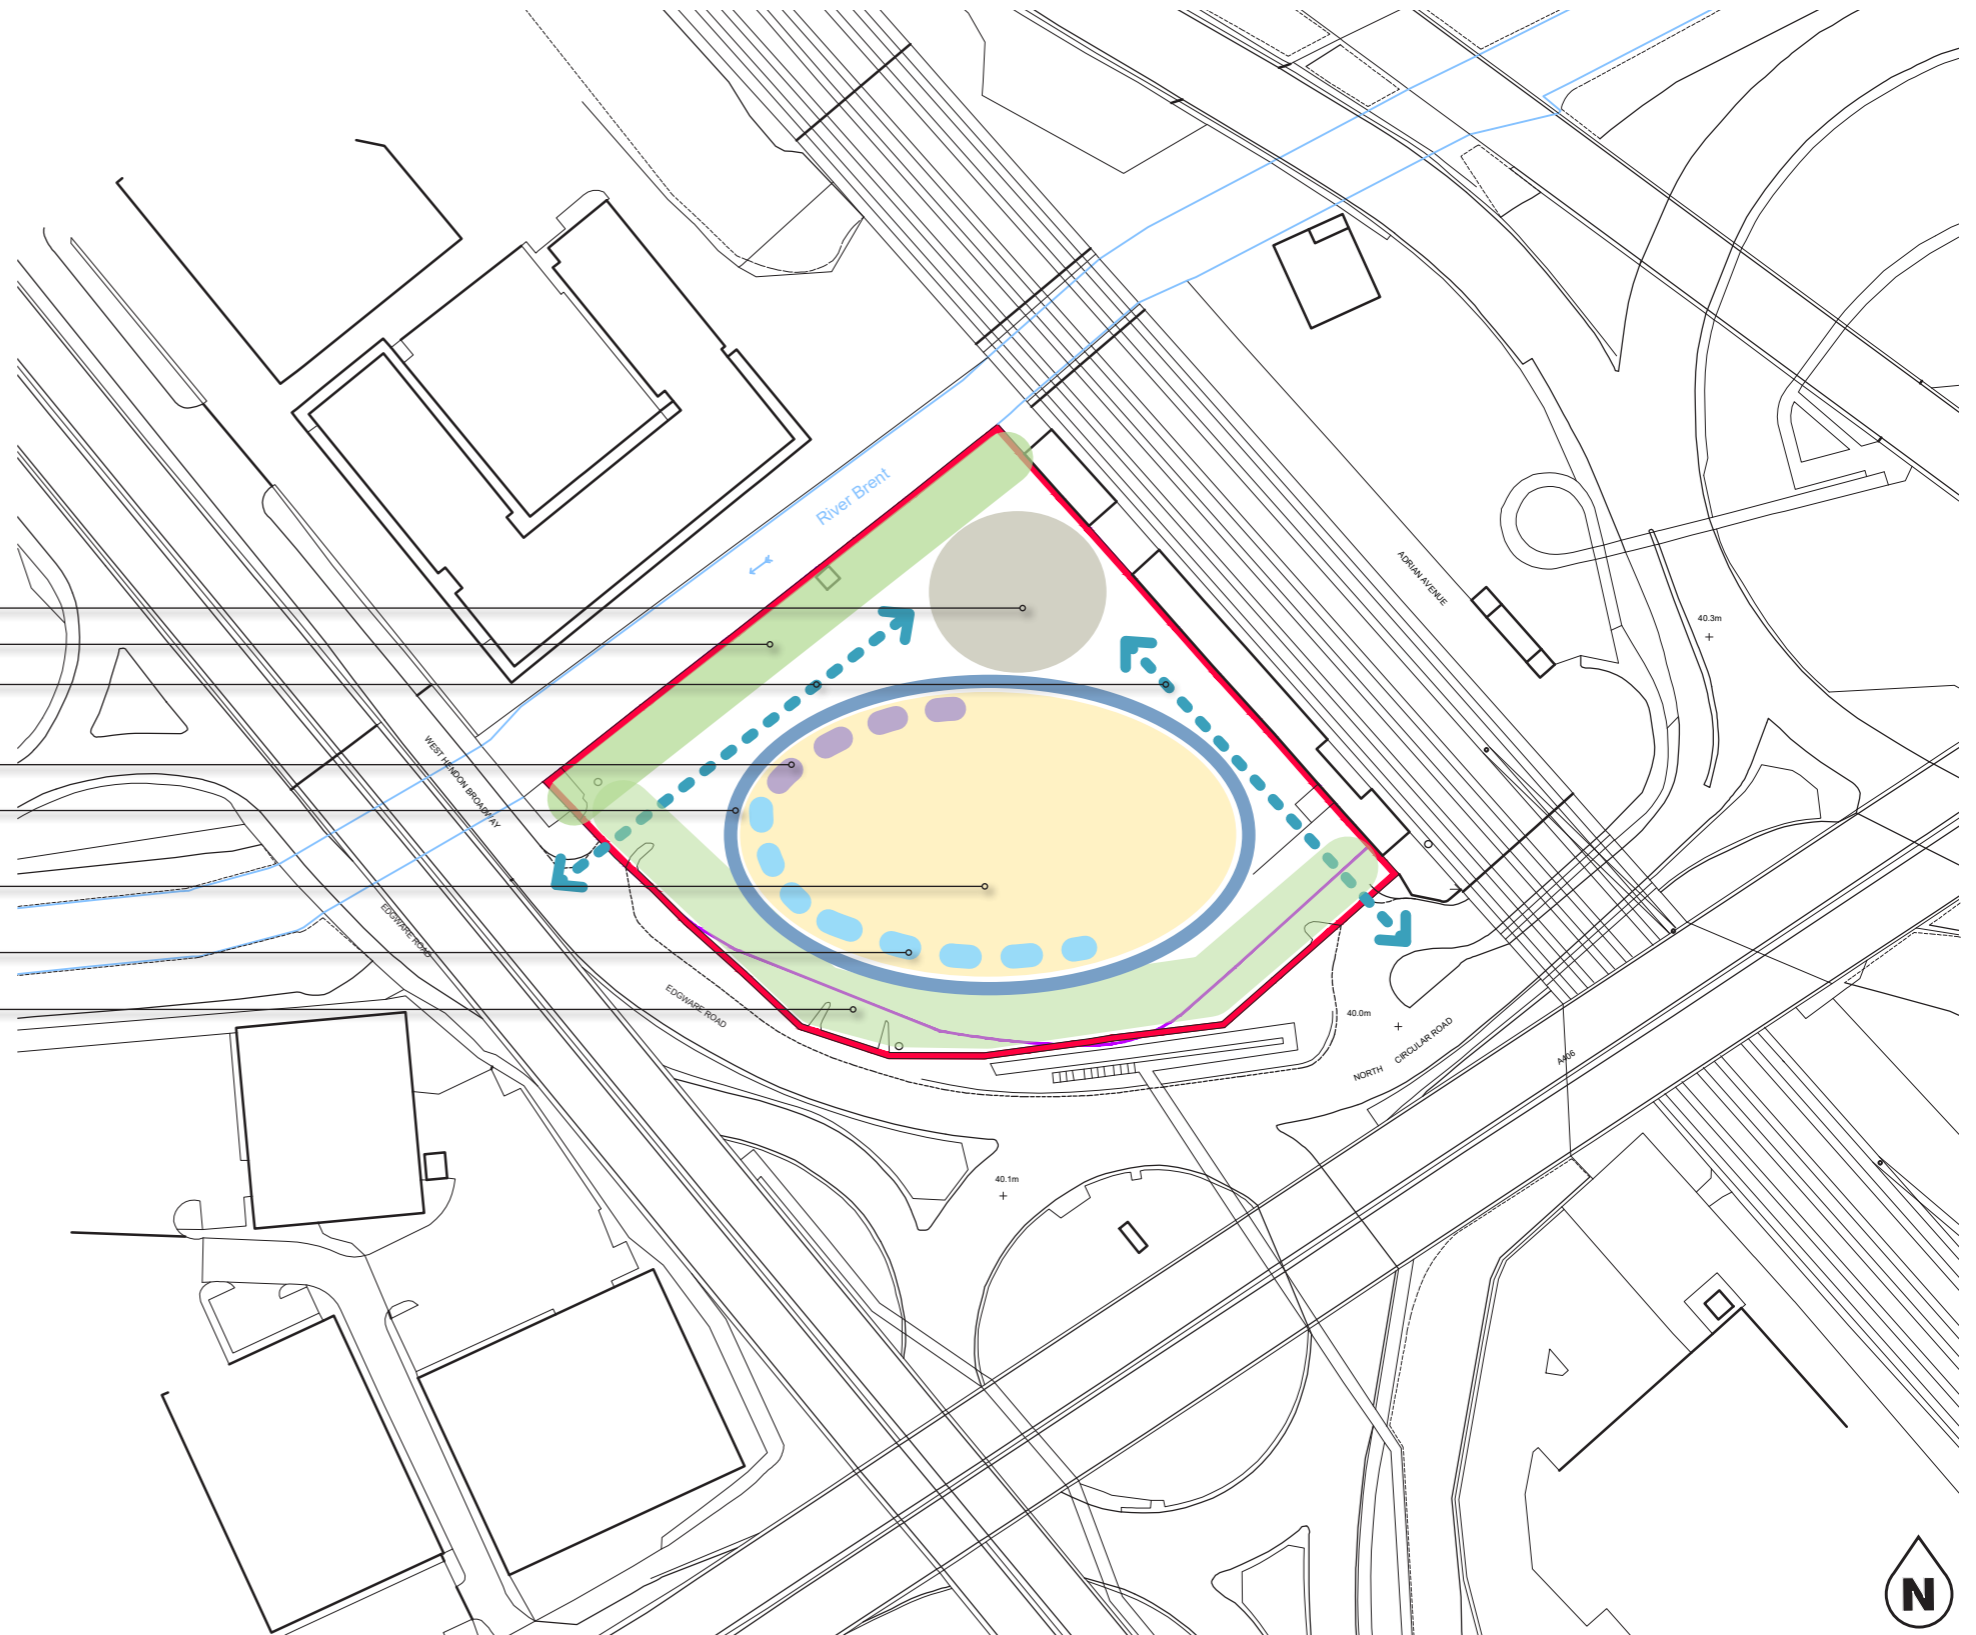 River Brent
ADRIAN AVENUE
40.3m
WEST HENDON BROADWAY
EDGWARE ROAD
EDGWARE ROAD
40.0m
NORTH CIRCULAR ROAD
A406
40.1m
N